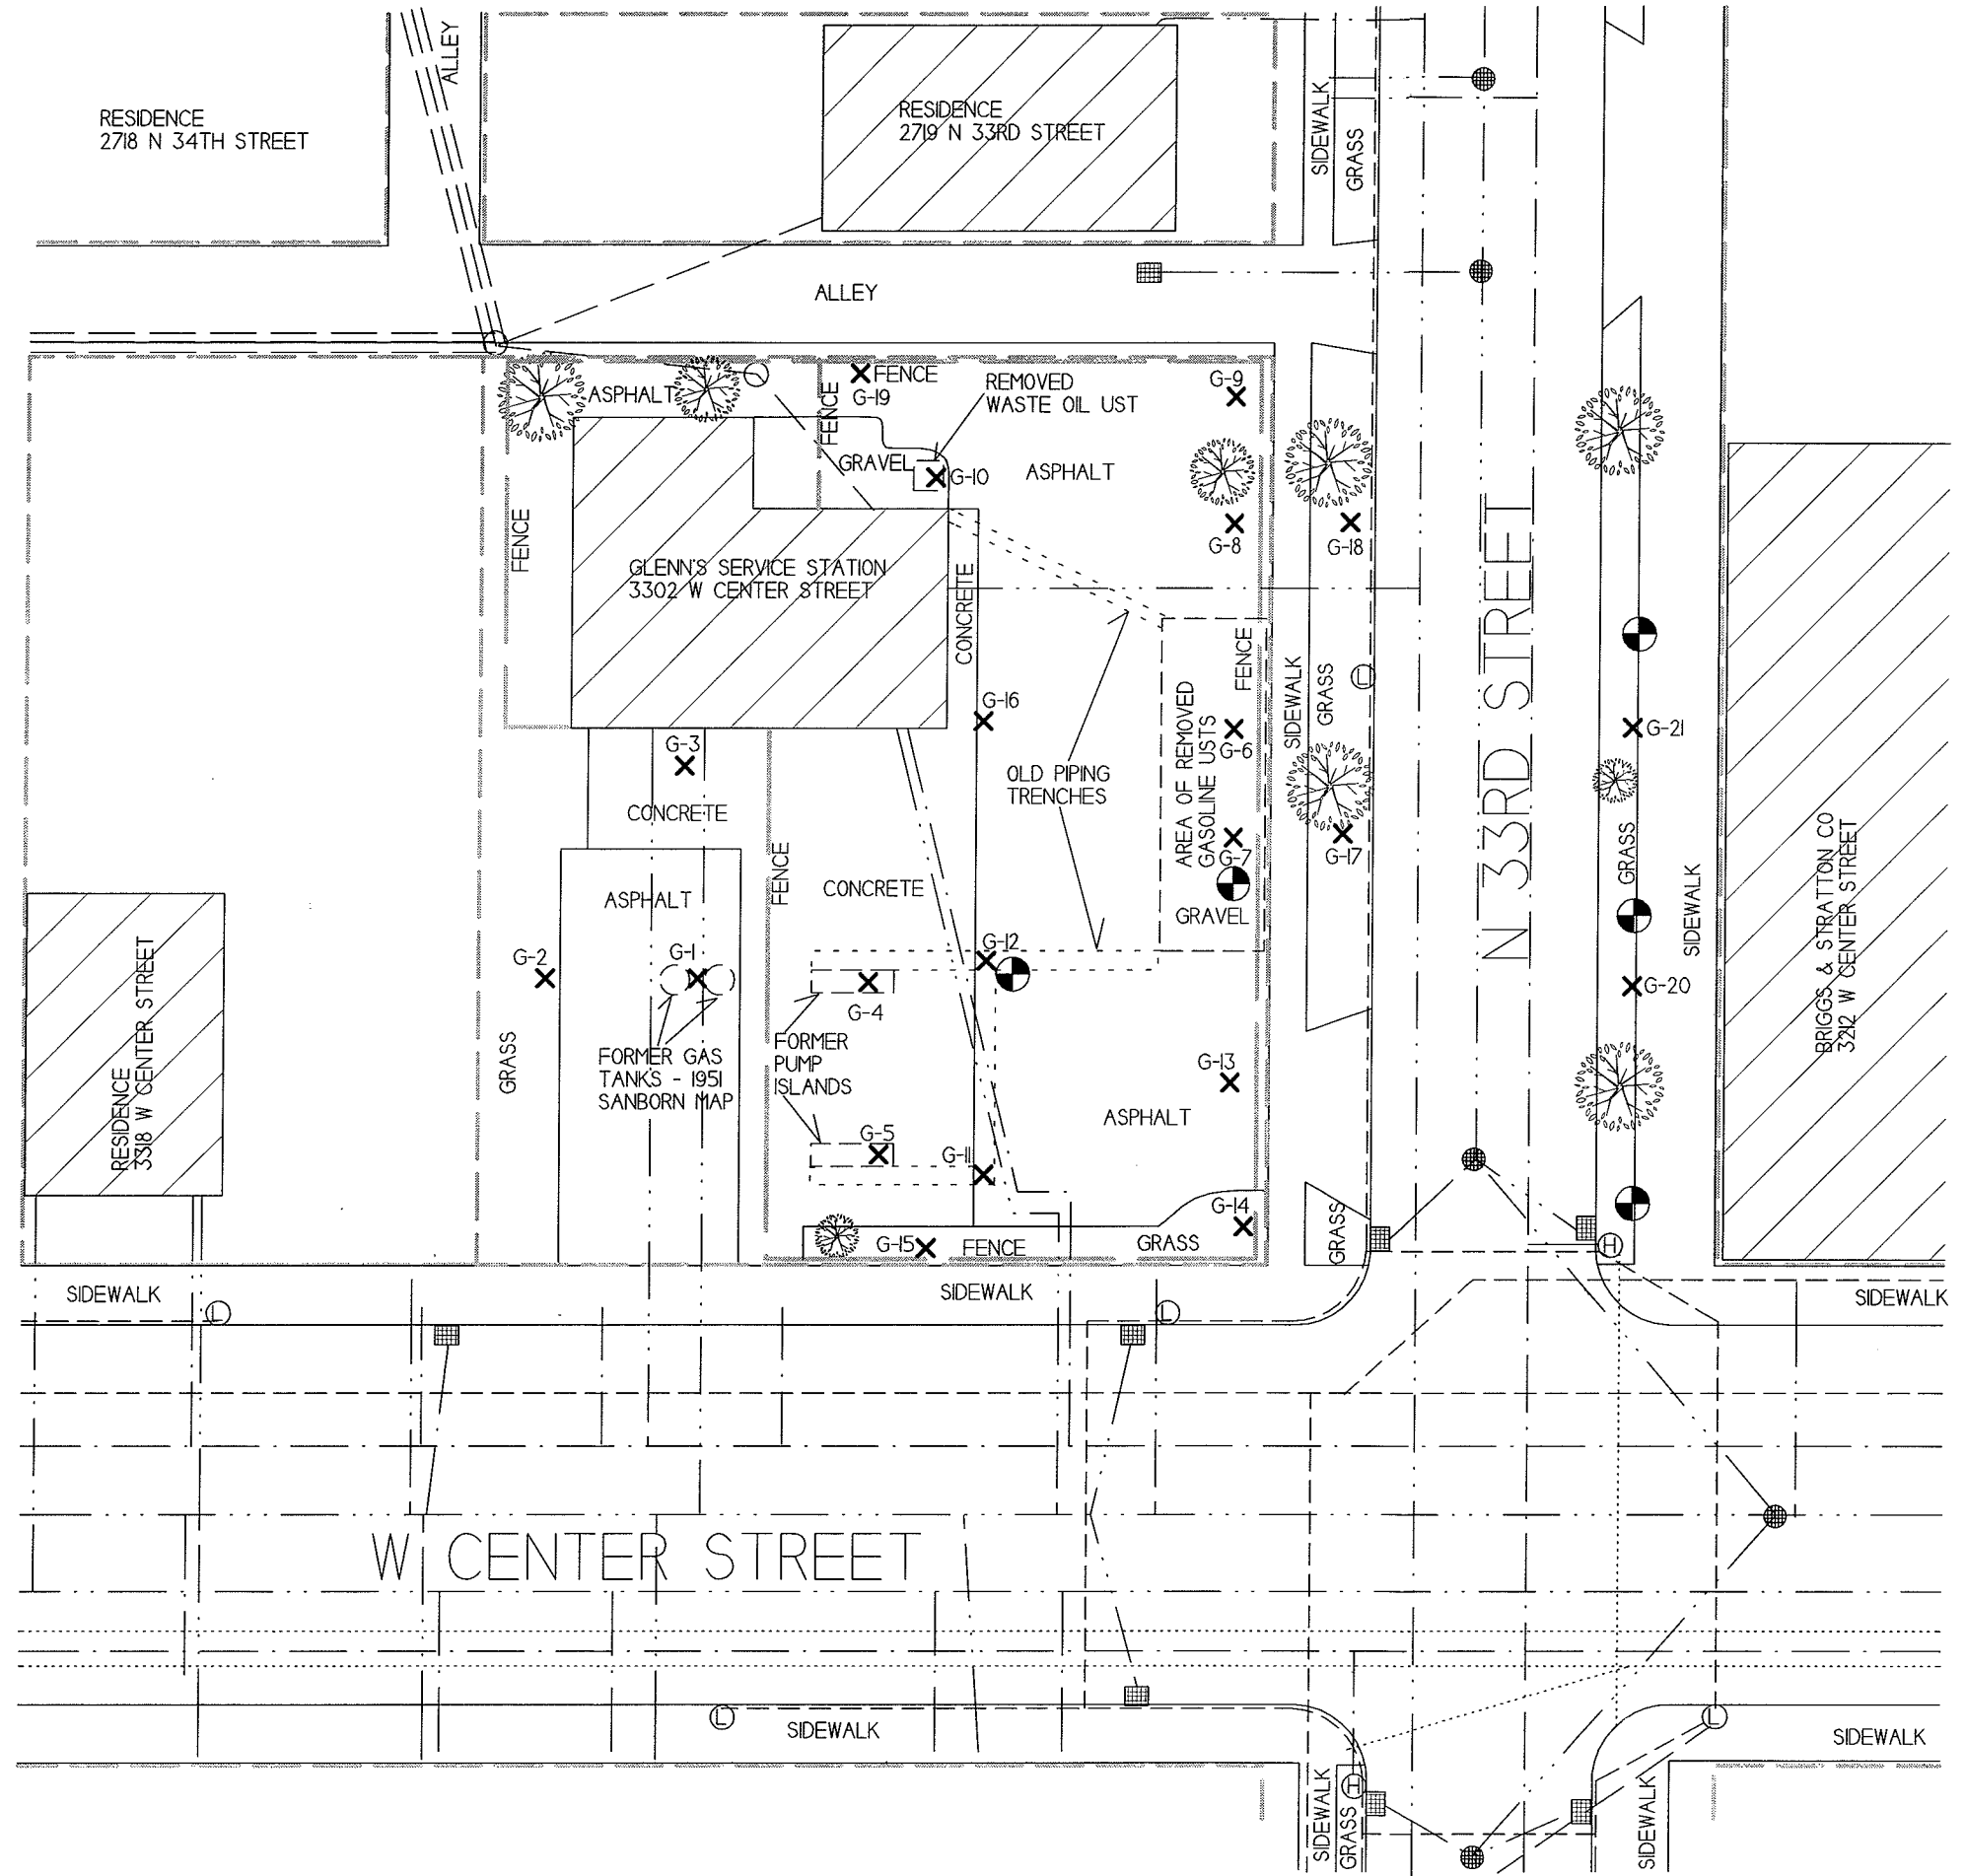 ALLEY
RESIDENCE
2718 N 34TH STREET
RESIDENCE
2719 N 33RD STREET
SIDEWALK
GRASS
ALLEY
ASPHALT
FENCE
FENCE
G-19
REMOVED
WASTE OIL UST
G-9
GRAVEL
G-10
ASPHALT
FENCE
G-8
G-18
GLENN'S SERVICE STATION
3302 W CENTER STREET
CONCRETE
N 33RD STREET
FENCE
SIDEWALK
GRASS
L
G-16
G-3
AREA OF REMOVED
GASOLINE USTS
G-6
G-21
OLD PIPING
TRENCHES
CONCRETE
G-7
G-17
FENCE
CONCRETE
ASPHALT
GRAVEL
GRASS
SIDEWALK
BRIGGS & STRATTON CO
3212 W CENTER STREET
G-2
G-1
G-12
G-4
G-20
RESIDENCE
3318 W CENTER STREET
GRASS
FORMER GAS
TANKS - 1951
SANBORN MAP
FORMER
PUMP
ISLANDS
G-13
ASPHALT
G-5
G-11
G-14
G-15
FENCE
GRASS
GRASS
H
SIDEWALK
L
SIDEWALK
L
SIDEWALK
W CENTER STREET
L
SIDEWALK
L
SIDEWALK
SIDEWALK
GRASS
H
SIDEWALK